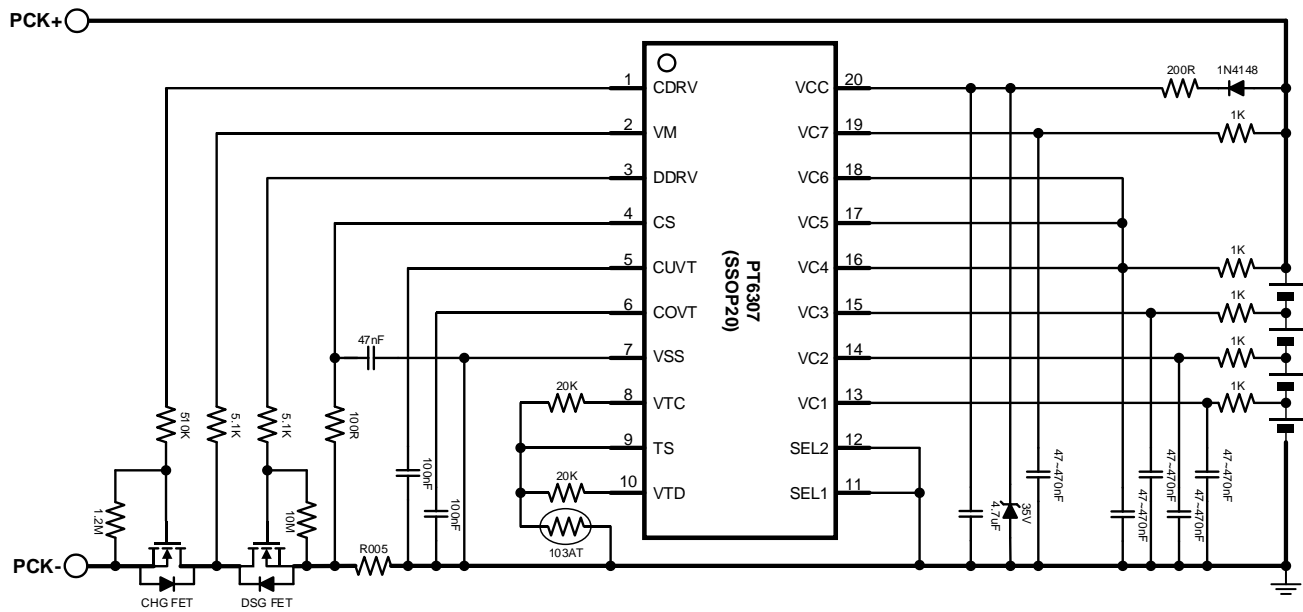 PCK+
1 CDRV VCC 20
200R 1N4148
2 VM VC7 19
1K
3 DDRV VC6 18
4 CS VC5 17
5 CUVT VC4 16
1K
6 COVT VC3 15
1K
47nF
7 VSS VC2 14
1K
8 VTC VC1 13
20K
1K
9 TS SEL2 12
10 VTD SEL1 11
20K
PT6307
(SSOP20)
510K
5.1K
5.1K
100R
1.2M
10M
100nF
100nF
103AT
4.7uF
35V
47~470nF
47~470nF
47~470nF
47~470nF
47~470nF
R005
PCK-
CHG FET
DSG FET